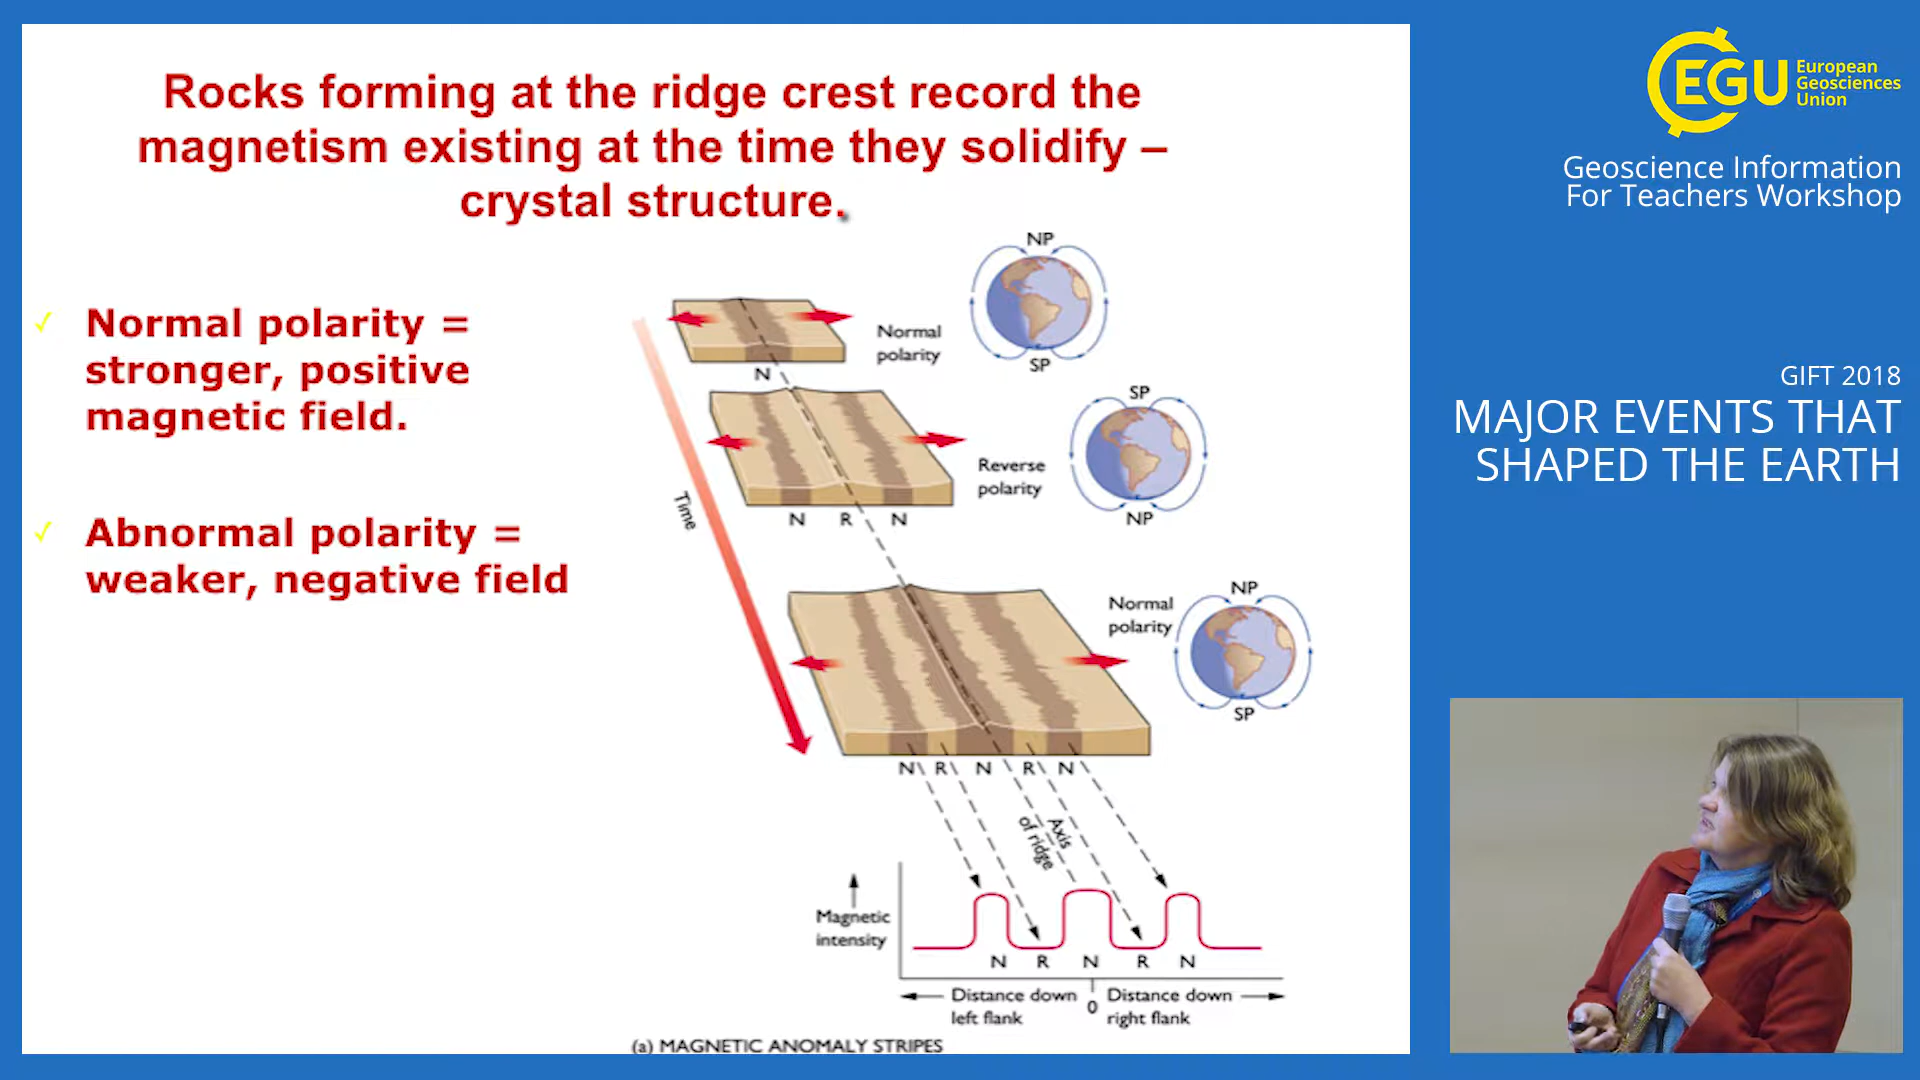 Rocks forming at the ridge crest record the
magnetism existing at the time they solidify –
crystal structure.
✓ Normal polarity =
stronger, positive
magnetic field.
✓ Abnormal polarity =
weaker, negative field
NP
Normal
polarity
SP
N
SP
Reverse
polarity
NP
N R N
Time
NP
Normal
polarity
SP
N R N R N
Axis
of ridge
Magnetic
intensity
N R N R N
Distance down
left flank
0
Distance down
right flank
(a) MAGNETIC ANOMALY STRIPES
EGU
European
Geosciences
Union
Geoscience Information
For Teachers Workshop
GIFT 2018
MAJOR EVENTS THAT
SHAPED THE EARTH